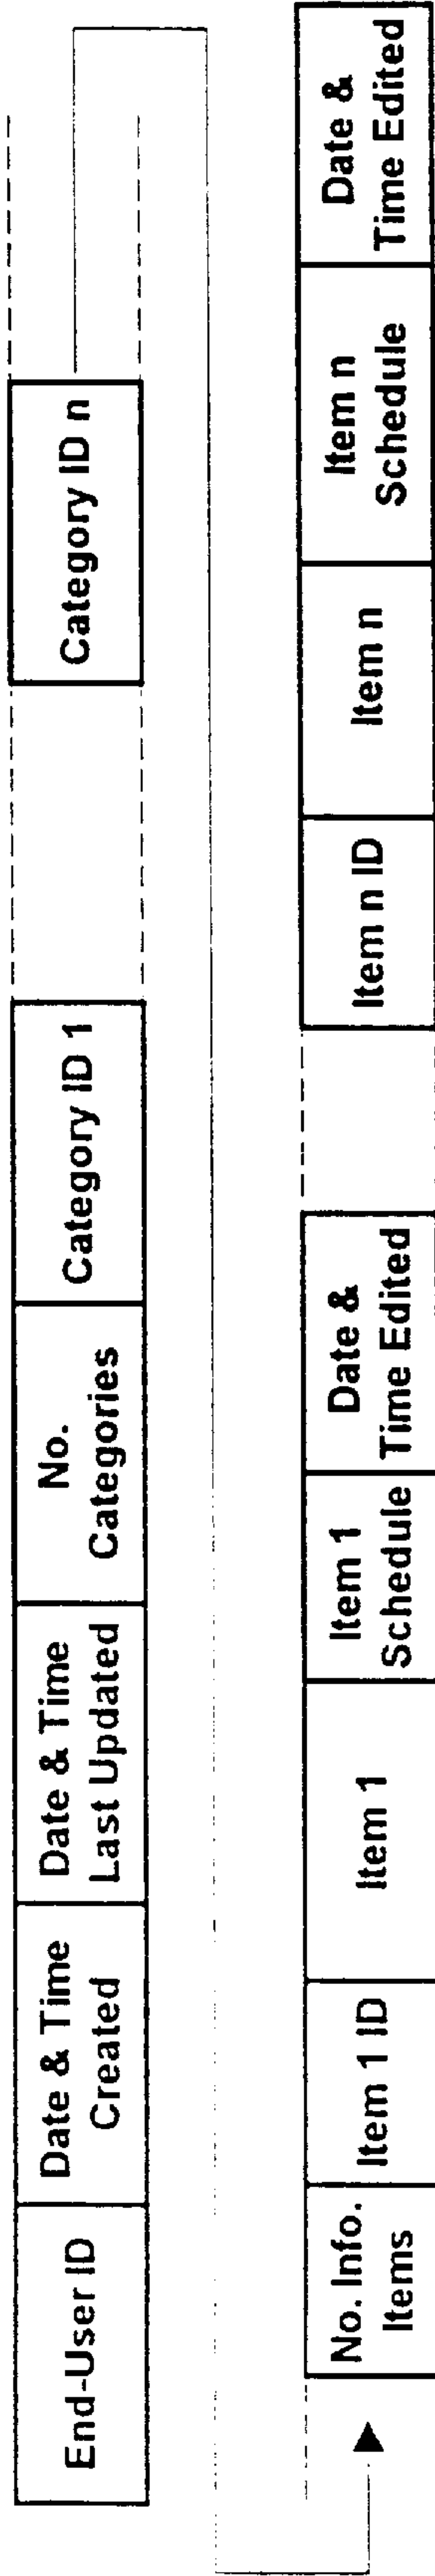 End-User ID
Date & Time
Created
Date & Time
Last Updated
No.
Categories
Category ID 1
Category ID n
No. Info.
Items
Item 1 ID
Item 1
Item 1
Schedule
Date &
Time Edited
Item n ID
Item n
Item n
Schedule
Date &
Time Edited